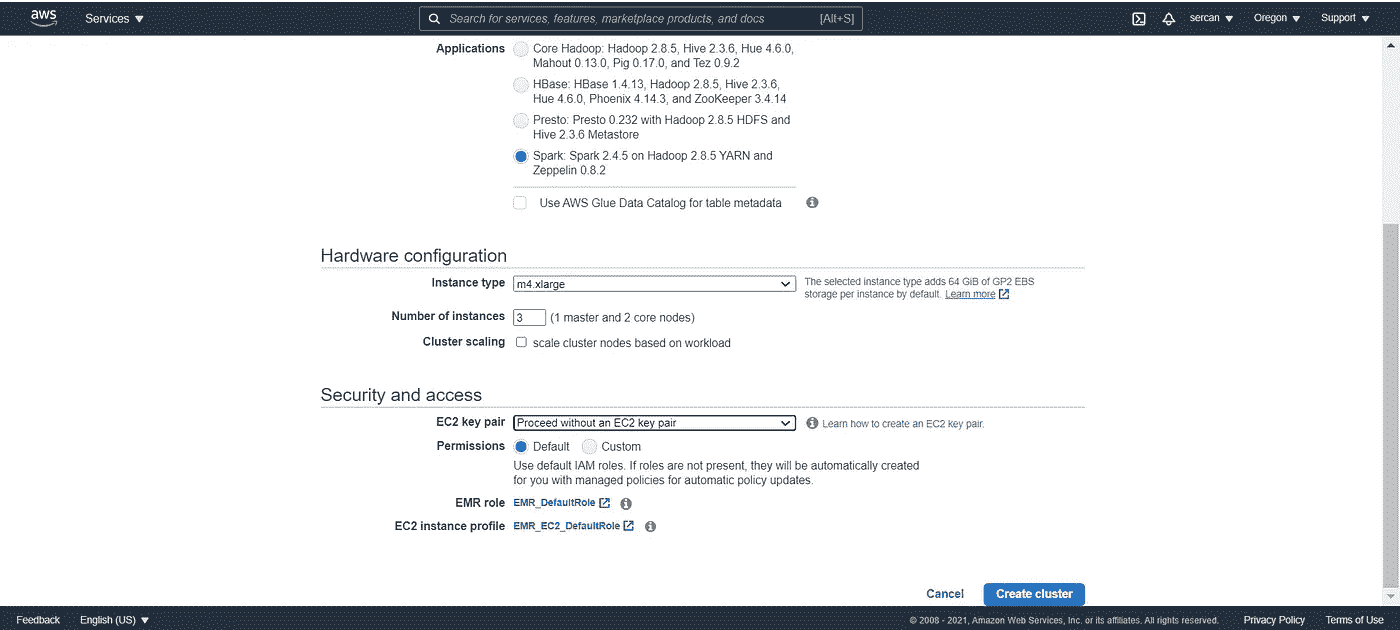 aws Services Search for services, features, marketplace products, and docs [Alt+S] sercan Oregon Support
Applications
Core Hadoop: Hadoop 2.8.5, Hive 2.3.6, Hue 4.6.0,
Mahout 0.13.0, Pig 0.17.0, and Tez 0.9.2
HBase: HBase 1.4.13, Hadoop 2.8.5, Hive 2.3.6,
Hue 4.6.0, Phoenix 4.14.3, and ZooKeeper 3.4.14
Presto: Presto 0.232 with Hadoop 2.8.5 HDFS and
Hive 2.3.6 Metastore
Spark: Spark 2.4.5 on Hadoop 2.8.5 YARN and
Zeppelin 0.8.2
Use AWS Glue Data Catalog for table metadata
Hardware configuration
Instance type m4.xlarge
The selected instance type adds 64 GiB of GP2 EBS
storage per instance by default. Learn more
Number of instances 3 (1 master and 2 core nodes)
Cluster scaling scale cluster nodes based on workload
Security and access
EC2 key pair Proceed without an EC2 key pair Learn how to create an EC2 key pair.
Permissions Default Custom
Use default IAM roles. If roles are not present, they will be automatically created
for you with managed policies for automatic policy updates.
EMR role EMR_DefaultRole
EC2 instance profile EMR_EC2_DefaultRole
Cancel Create cluster
Feedback English (US) © 2008 - 2021, Amazon Web Services, Inc. or its affiliates. All rights reserved. Privacy Policy Terms of Use